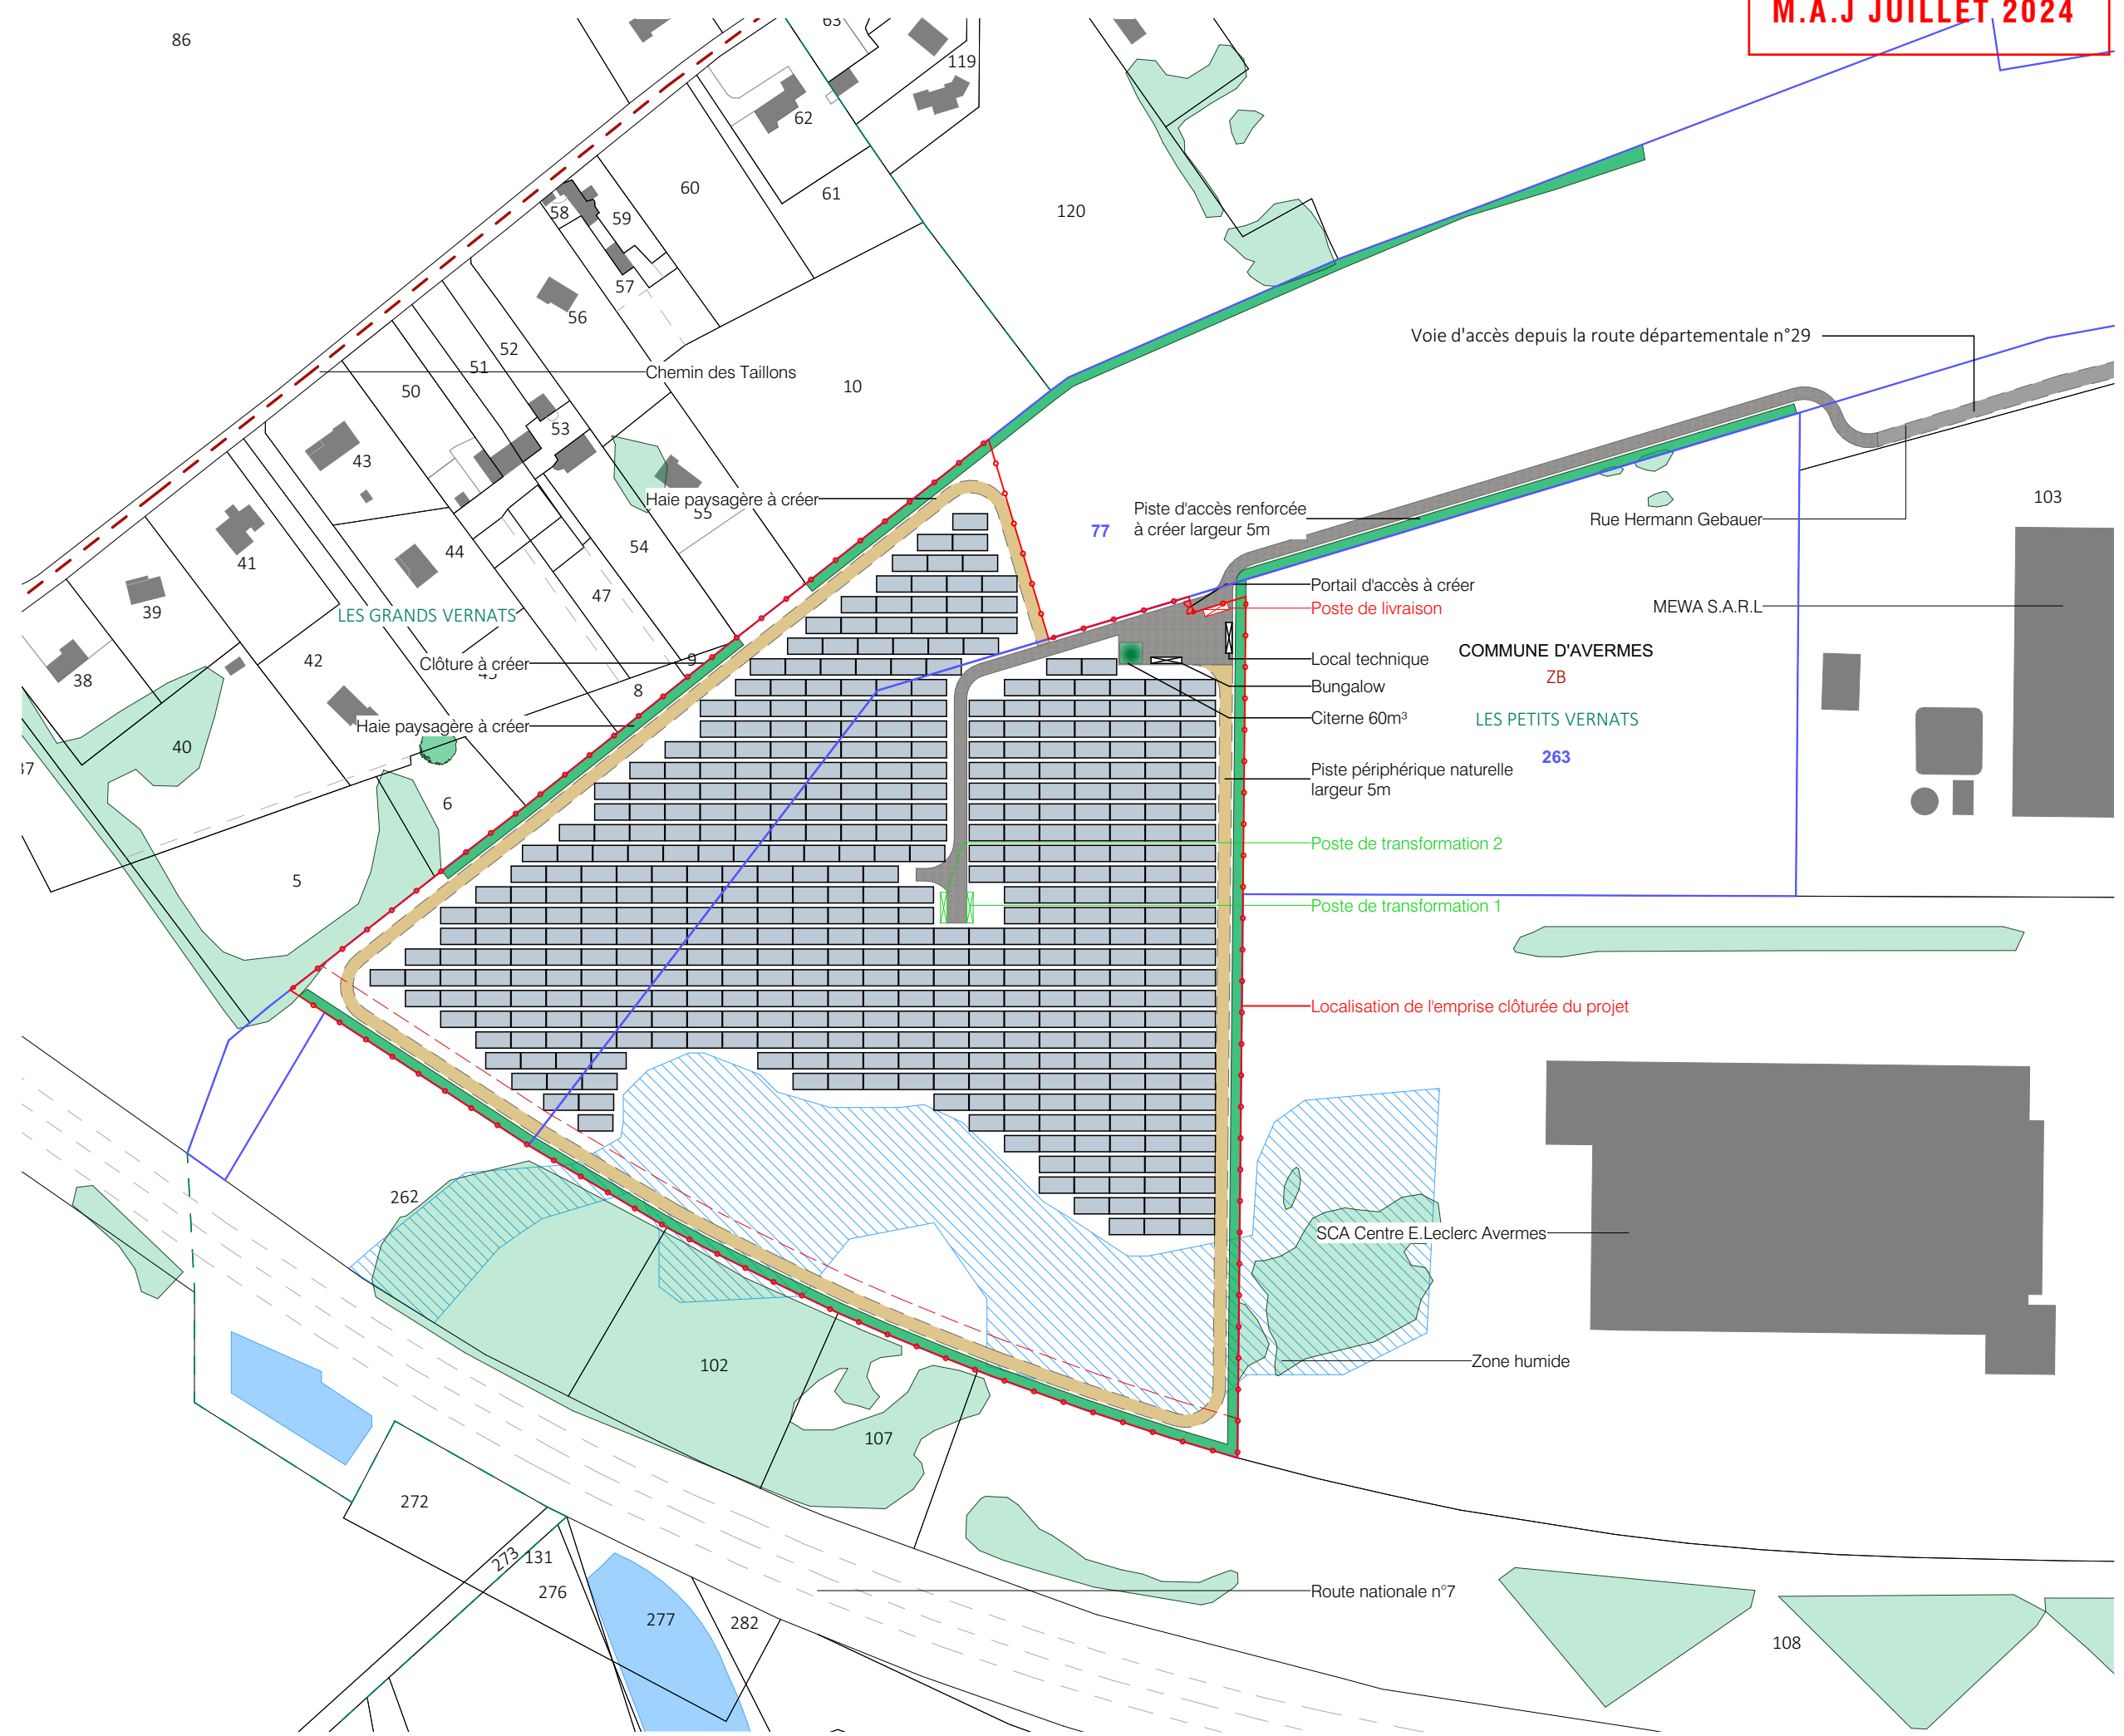 M.A.J JUILLET 2024
86
63
119
62
60
61
58
59
120
57
56
Voie d'accès depuis la route départementale n°29
52
51
50
Chemin des Taillons
10
53
43
103
Haie paysagère à créer
55
77
Piste d'accès renforcée
à créer largeur 5m
Rue Hermann Gebauer
54
44
41
Portail d'accès à créer
47
39
LES GRANDS VERNATS
Poste de livraison
MEWA S.A.R.L
COMMUNE D'AVERMES
42
Clôture à créer
9
Local technique
ZB
38
8
Bungalow
Haie paysagère à créer
Citerne 60m³
LES PETITS VERNATS
40
263
37
Piste périphérique naturelle
largeur 5m
6
Poste de transformation 2
5
Poste de transformation 1
Localisation de l'emprise clôturée du projet
262
SCA Centre E.Leclerc Avermes
102
Zone humide
107
272
273
131
276
Route nationale n°7
277
282
108